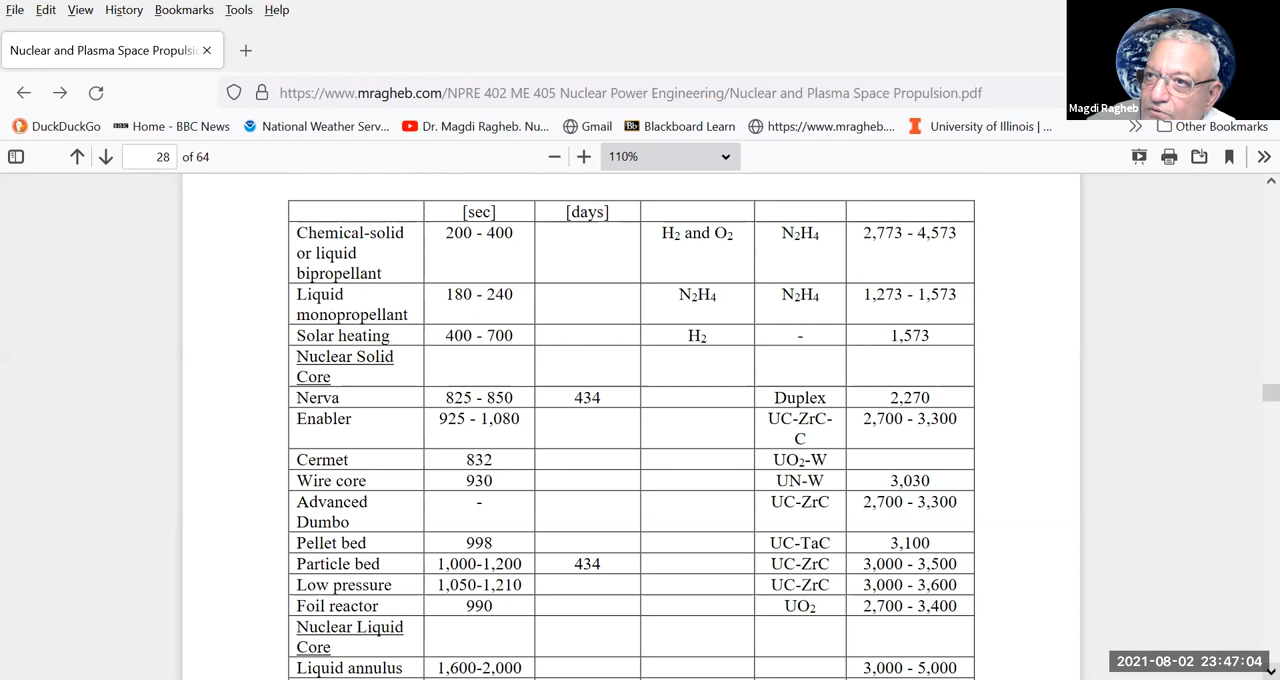 File Edit View History Bookmarks Tools Help
Nuclear and Plasma Space Propulsi
https://www.mragheb.com/NPRE 402 ME 405 Nuclear Power Engineering/Nuclear and Plasma Space Propulsion.pdf
Magdi Ragheb
DuckDuckGo BBC Home - BBC News National Weather Serv... Dr. Magdi Ragheb. Nu... Gmail Bb Blackboard Learn https://www.mragheb.... University of Illinois | ... Other Bookmarks
28 of 64 110%
[sec] [days]
Chemical-solid 200 - 400 H2 and O2 N2H4 2,773 - 4,573
or liquid
bipropellant
Liquid 180 - 240 N2H4 N2H4 1,273 - 1,573
monopropellant
Solar heating 400 - 700 H2 - 1,573
Nuclear Solid
Core
Nerva 825 - 850 434 Duplex 2,270
Enabler 925 - 1,080 UC-ZrC- 2,700 - 3,300
C
Cermet 832 UO2-W
Wire core 930 UN-W 3,030
Advanced - UC-ZrC 2,700 - 3,300
Dumbo
Pellet bed 998 UC-TaC 3,100
Particle bed 1,000-1,200 434 UC-ZrC 3,000 - 3,500
Low pressure 1,050-1,210 UC-ZrC 3,000 - 3,600
Foil reactor 990 UO2 2,700 - 3,400
Nuclear Liquid
Core
Liquid annulus 1,600-2,000 3,000 - 5,000
2021-08-02 23:47:04